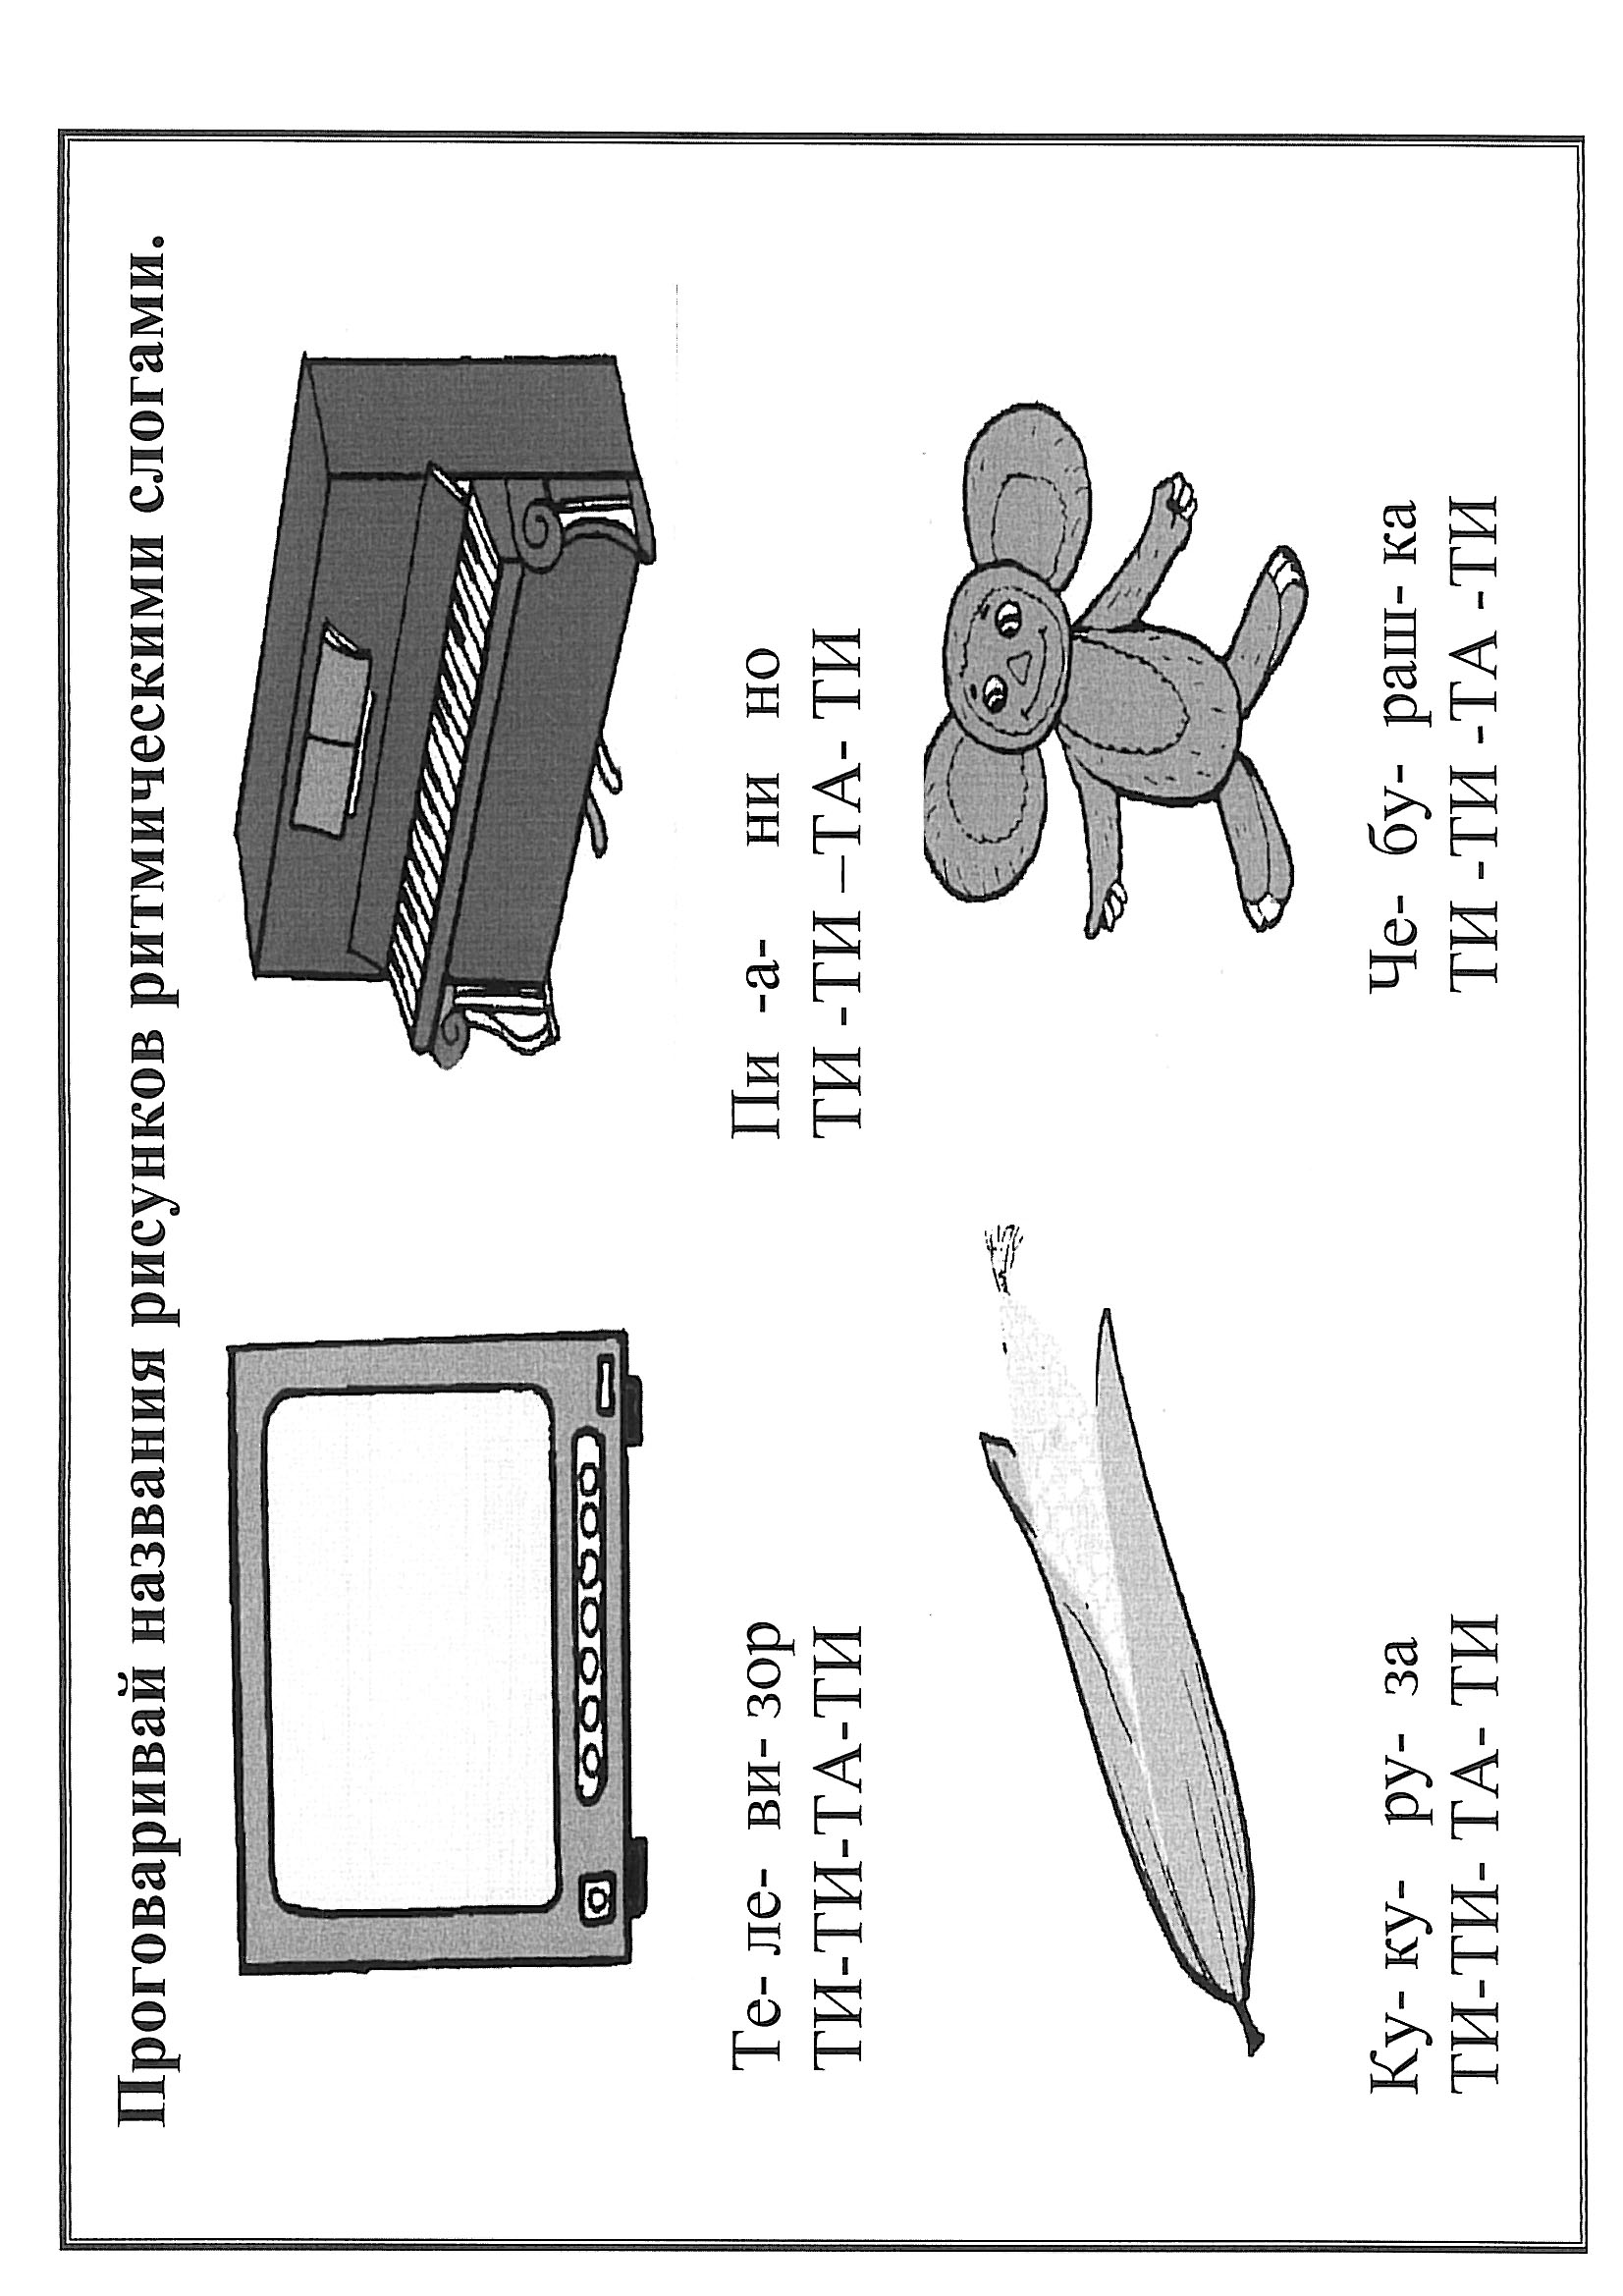 Проговаривай названия рисунков ритмическими слогами.
Те- ле- ви- зор
ТИ-ТИ-ТА-ТИ
Пи -а- ни но
ТИ -ТИ –ТА- ТИ
Ку- ку- ру- за
ТИ-ТИ- ТА- ТИ
Че- бу- раш- ка
ТИ -ТИ -ТА -ТИ